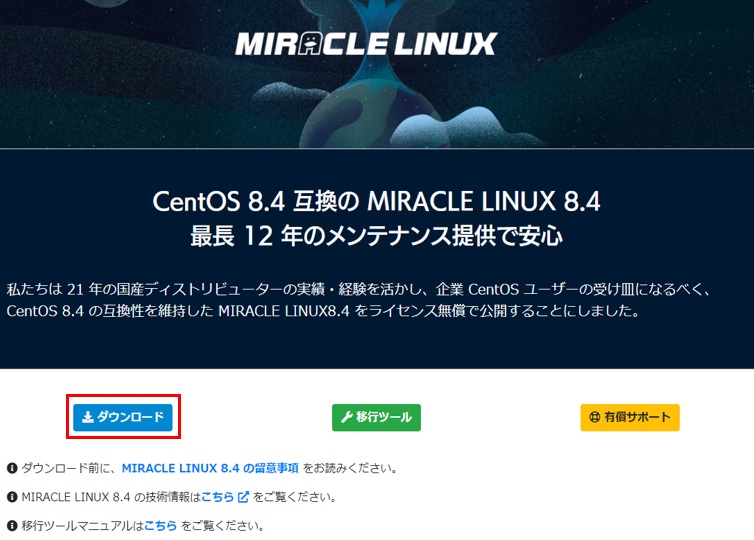 MIRACLE LINUX
CentOS 8.4 互換の MIRACLE LINUX 8.4
最長 12 年のメンテナンス提供で安心
私たちは 21 年の国産ディストリビューターの実績・経験を活かし、企業 CentOS ユーザーの受け皿になるべく、
CentOS 8.4 の互換性を維持した MIRACLE LINUX8.4 をライセンス無償で公開することにしました。
ダウンロード 移行ツール 有償サポート
ダウンロード前に、MIRACLE LINUX 8.4 の留意事項 をお読みください。
MIRACLE LINUX 8.4 の技術情報はこちら をご覧ください。
移行ツールマニュアルはこちら をご覧ください。